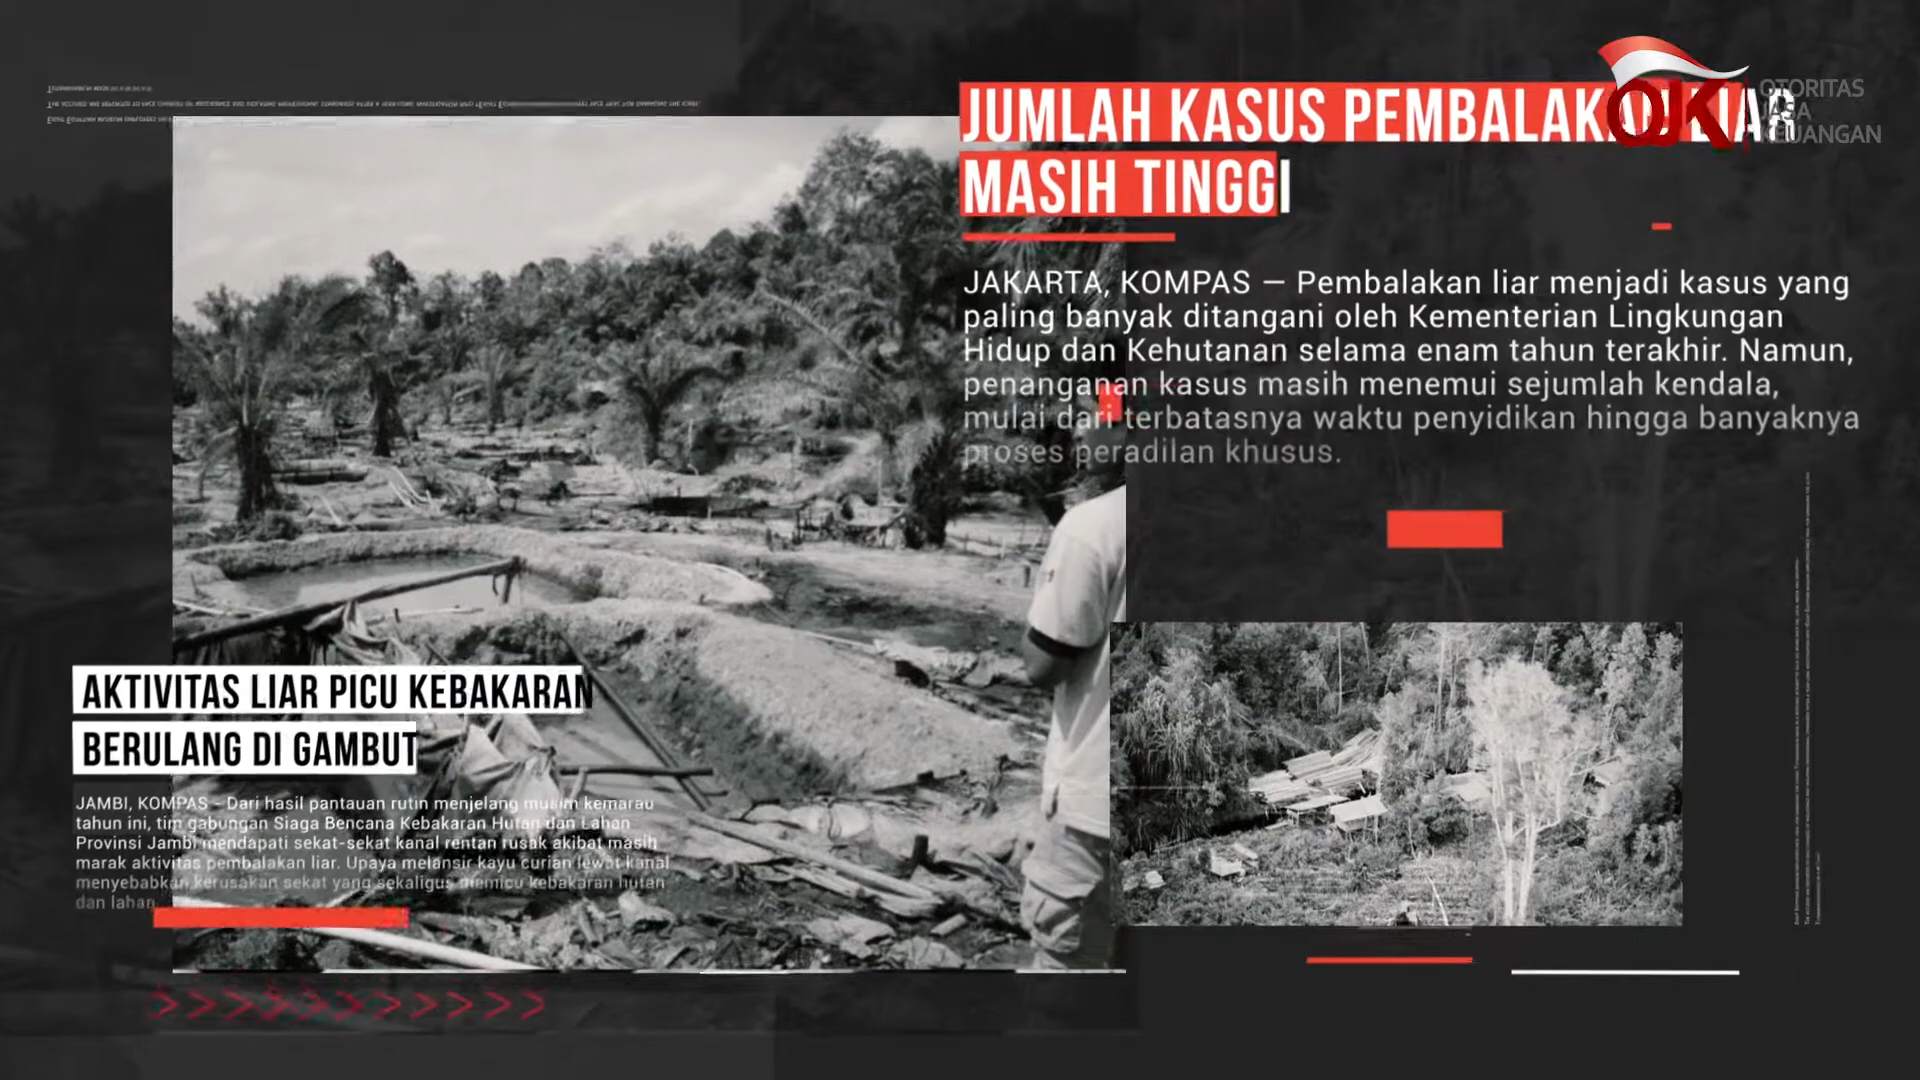 JUMLAH KASUS PEMBALAKAN LIAR
MASIH TINGGI
JAKARTA, KOMPAS — Pembalakan liar menjadi kasus yang
paling banyak ditangani oleh Kementerian Lingkungan
Hidup dan Kehutanan selama enam tahun terakhir. Namun,
penanganan kasus masih menemui sejumlah kendala,
mulai dari terbatasnya waktu penyidikan hingga banyaknya
proses peradilan khusus.
OJK
OTORITAS
JASA
KEUANGAN
AKTIVITAS LIAR PICU KEBAKARAN
BERULANG DI GAMBUT
JAMBI, KOMPAS - Dari hasil pantauan rutin menjelang musim kemarau
tahun ini, tim gabungan Siaga Bencana Kebakaran Hutan dan Lahan
Provinsi Jambi mendapati sekat-sekat kanal rentan rusak akibat masih
marak aktivitas pembalakan liar. Upaya melansir kayu curian lewat kanal
menyebabkan kerusakan sekat yang sekaligus memicu kebakaran hutan
dan lahan.